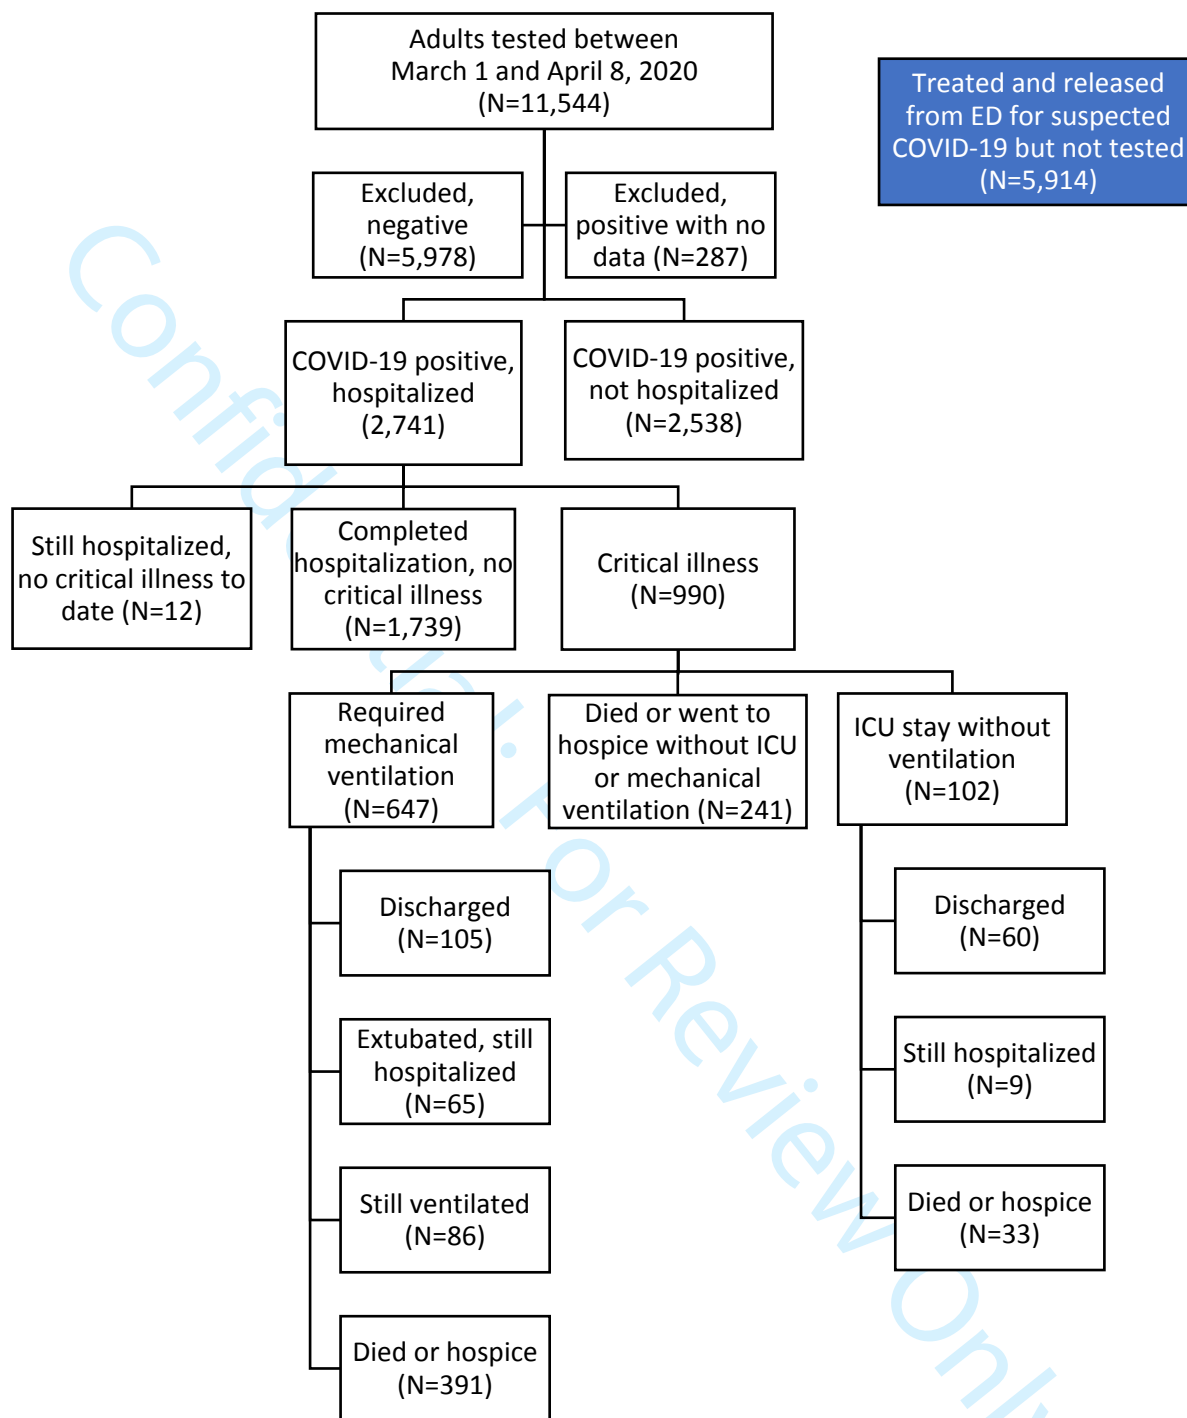 Adults tested between
March 1 and April 8, 2020
(N=11,544)
Treated and released
from ED for suspected
COVID-19 but not tested
(N=5,914)
Excluded,
negative
(N=5,978)
Excluded,
positive with no
data (N=287)
COVID-19 positive,
hospitalized
(2,741)
COVID-19 positive,
not hospitalized
(N=2,538)
Still hospitalized,
no critical illness to
date (N=12)
Completed
hospitalization, no
critical illness
(N=1,739)
Critical illness
(N=990)
Required
mechanical
ventilation
(N=647)
Died or went to
hospice without ICU
or mechanical
ventilation (N=241)
ICU stay without
ventilation
(N=102)
Discharged
(N=105)
Extubated, still
hospitalized
(N=65)
Still ventilated
(N=86)
Died or hospice
(N=391)
Discharged
(N=60)
Still hospitalized
(N=9)
Died or hospice
(N=33)
Confidential: For Review Only